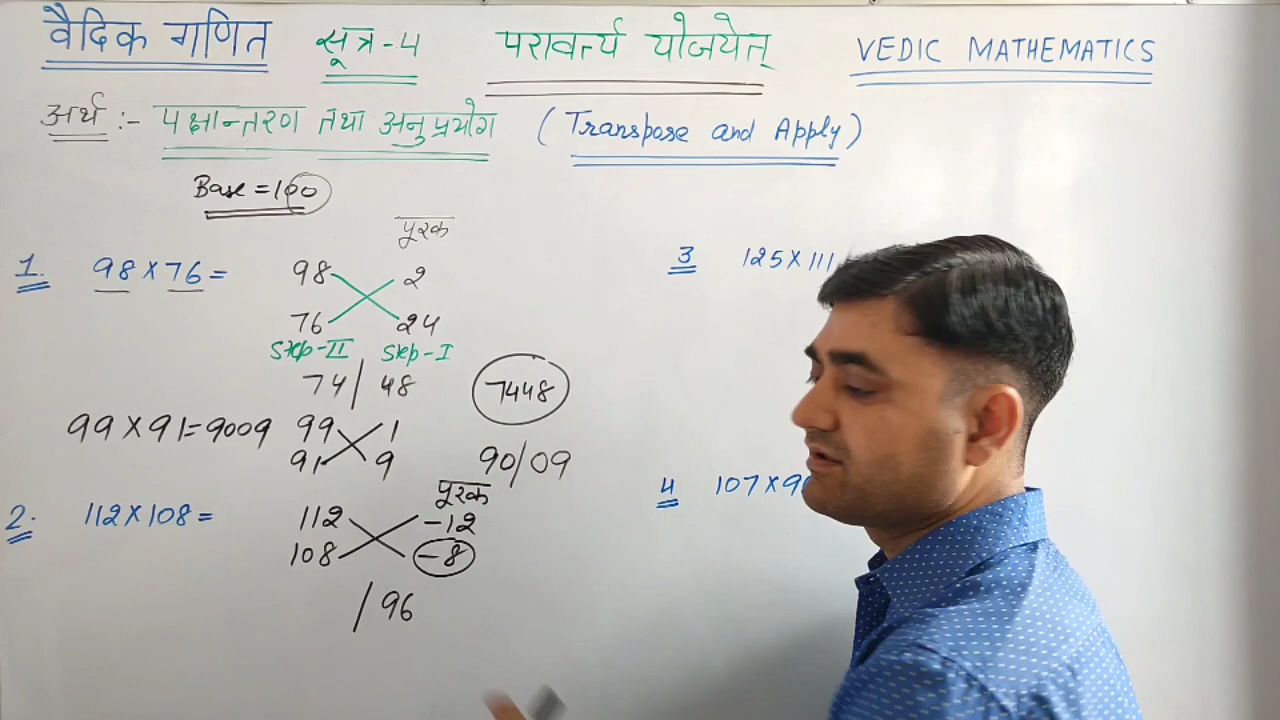 वैदिक गणित सूत्र-4 परावर्त्य योजयेत् VEDIC MATHEMATICS
अर्थ :- पक्षान्तरण तथा अनुप्रयोग (Transpose and Apply)
Base = 100
पूरक
1. 98 x 76 = 98 2
76 24
Step-II Step-I
74 / 48 7448
99 x 91 = 9009 99 1
91 9 90/09
पूरक
2. 112 x 108 = 112 -12
108 -8
/ 96
3 125 x 111
4 107 x 9